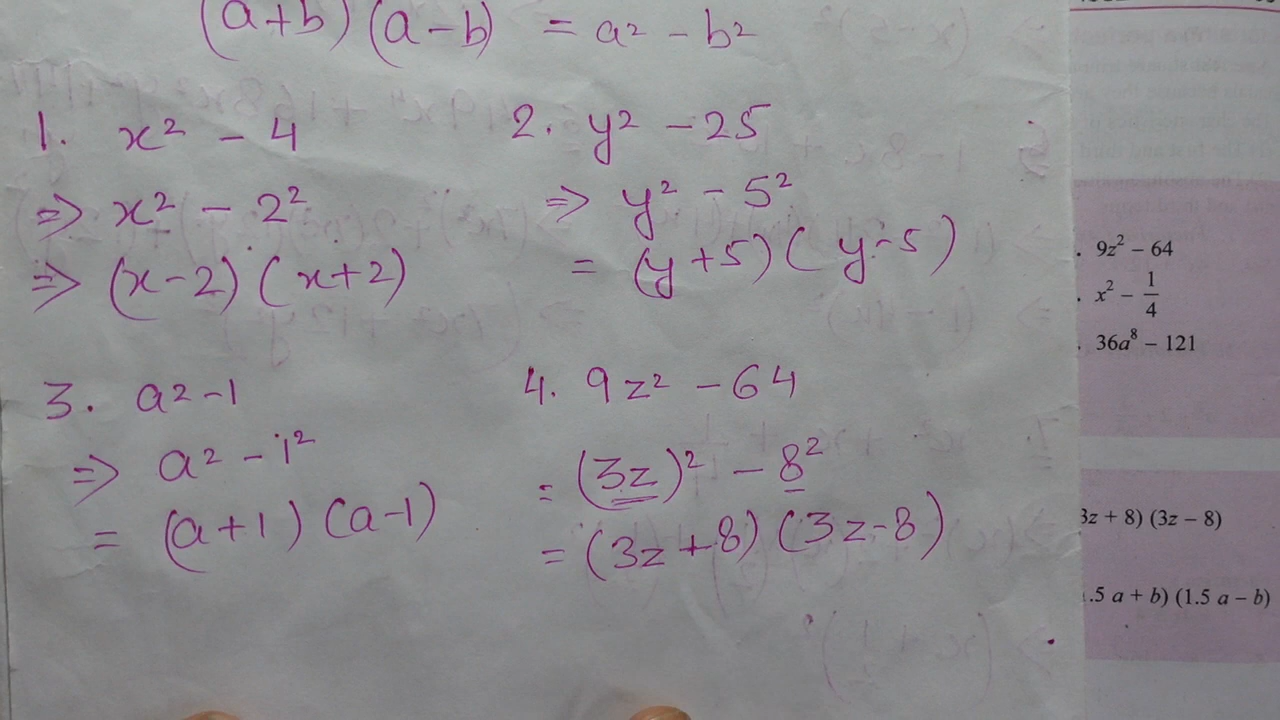 (a+b) (a-b) = a² - b²
1. x² - 4
⇒ x² - 2²
⇒ (x-2) (x+2)
2. y² - 25
⇒ y² - 5²
= (y+5) (y-5)
3. a² - 1
⇒ a² - 1²
= (a+1) (a-1)
4. 9z² - 64
= (3z)² - 8²
= (3z+8) (3z-8)
. 9z² – 64
. x² – 1/4
. 36a⁸ – 121
3z + 8) (3z – 8)
.5 a + b) (1.5 a – b)